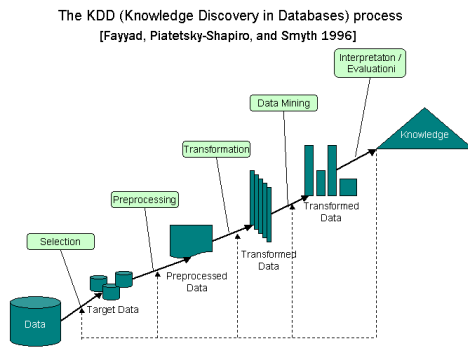 The KDD (Knowledge Discovery in Databases) process
[Fayyad, Piatetsky-Shapiro, and Smyth 1996]
Interpretaton /
Evaluationi
Data Mining
Knowledge
Transformation
Transformed
Data
Preprocessing
Transformed
Data
Selection
Preprocessed
Data
Target Data
Data